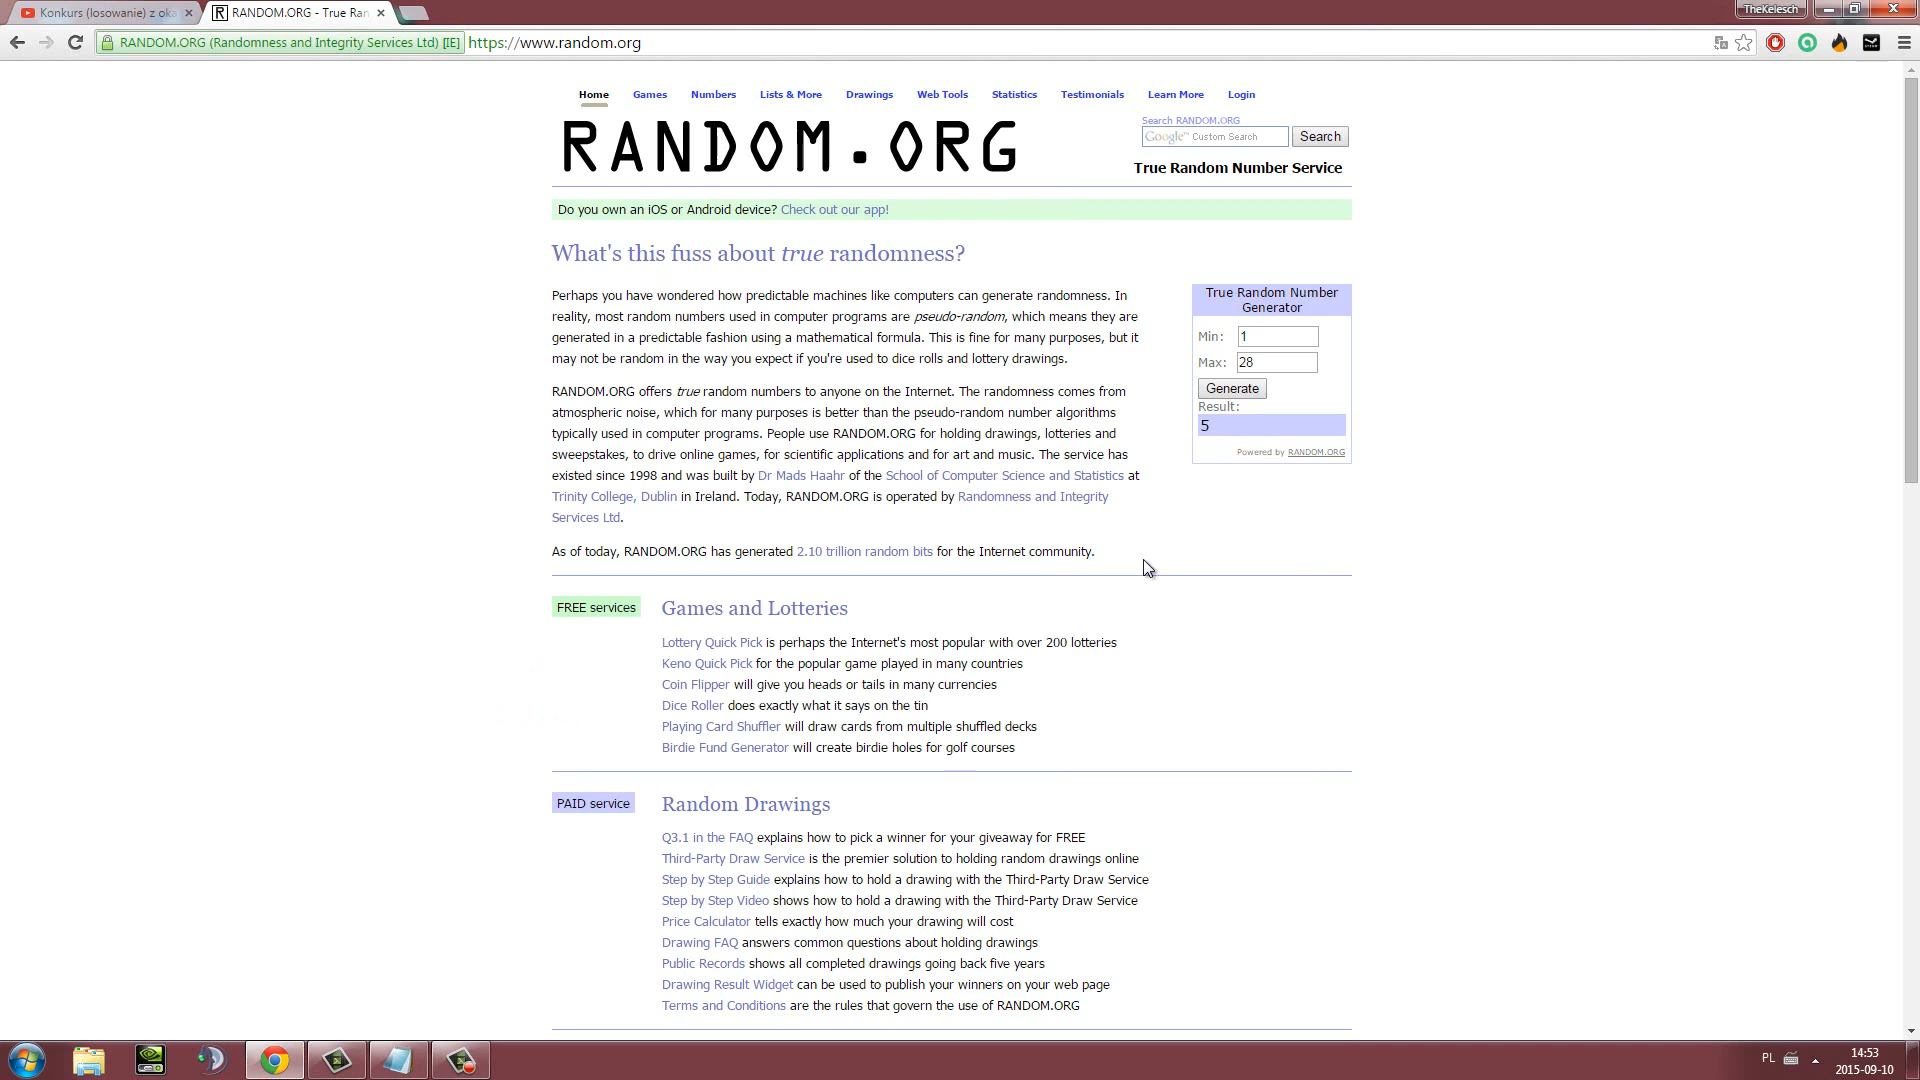 Konkurs (losowanie) z oka
RANDOM.ORG - True Ran
TheKelesch
RANDOM.ORG (Randomness and Integrity Services Ltd) [IE] https://www.random.org
Home Games Numbers Lists & More Drawings Web Tools Statistics Testimonials Learn More Login
RANDOM.ORG
Search RANDOM.ORG
Google™ Custom Search
Search
True Random Number Service
Do you own an iOS or Android device? Check out our app!
What's this fuss about true randomness?
Perhaps you have wondered how predictable machines like computers can generate randomness. In
reality, most random numbers used in computer programs are pseudo-random, which means they are
generated in a predictable fashion using a mathematical formula. This is fine for many purposes, but it
may not be random in the way you expect if you're used to dice rolls and lottery drawings.
RANDOM.ORG offers true random numbers to anyone on the Internet. The randomness comes from
atmospheric noise, which for many purposes is better than the pseudo-random number algorithms
typically used in computer programs. People use RANDOM.ORG for holding drawings, lotteries and
sweepstakes, to drive online games, for scientific applications and for art and music. The service has
existed since 1998 and was built by Dr Mads Haahr of the School of Computer Science and Statistics at
Trinity College, Dublin in Ireland. Today, RANDOM.ORG is operated by Randomness and Integrity
Services Ltd.
As of today, RANDOM.ORG has generated 2.10 trillion random bits for the Internet community.
True Random Number
Generator
Min: 1
Max: 28
Generate
Result:
5
Powered by RANDOM.ORG
FREE services
Games and Lotteries
Lottery Quick Pick is perhaps the Internet's most popular with over 200 lotteries
Keno Quick Pick for the popular game played in many countries
Coin Flipper will give you heads or tails in many currencies
Dice Roller does exactly what it says on the tin
Playing Card Shuffler will draw cards from multiple shuffled decks
Birdie Fund Generator will create birdie holes for golf courses
PAID service
Random Drawings
Q3.1 in the FAQ explains how to pick a winner for your giveaway for FREE
Third-Party Draw Service is the premier solution to holding random drawings online
Step by Step Guide explains how to hold a drawing with the Third-Party Draw Service
Step by Step Video shows how to hold a drawing with the Third-Party Draw Service
Price Calculator tells exactly how much your drawing will cost
Drawing FAQ answers common questions about holding drawings
Public Records shows all completed drawings going back five years
Drawing Result Widget can be used to publish your winners on your web page
Terms and Conditions are the rules that govern the use of RANDOM.ORG
PL
14:53
2015-09-10